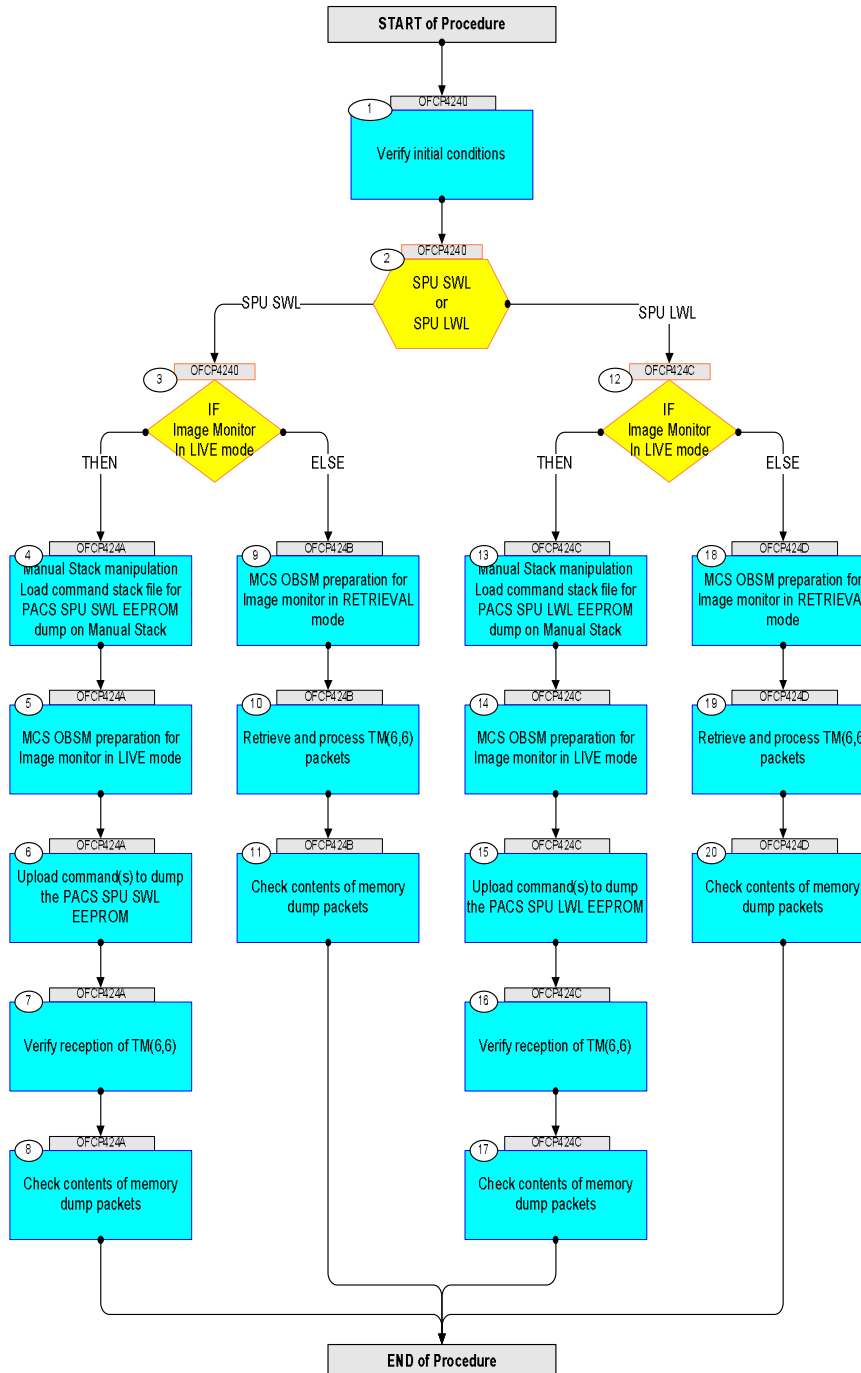 START of Procedure
OFCP4240
1
Verify initial conditions
OFCP4240
2
SPU SWL
or
SPU LWL
SPU SWL
SPU LWL
OFCP4240
3
IF
Image Monitor
In LIVE mode
THEN
ELSE
OFCP424C
12
IF
Image Monitor
In LIVE mode
THEN
ELSE
OFCP424A
4
Manual Stack manipulation
Load command stack file for
PACS SPU SWL EEPROM
dump on Manual Stack
OFCP424B
9
MCS OBSM preparation for
Image monitor in RETRIEVAL
mode
OFCP424C
13
Manual Stack manipulation
Load command stack file for
PACS SPU LWL EEPROM
dump on Manual Stack
OFCP424D
18
MCS OBSM preparation for
Image monitor in RETRIEVA
mode
OFCP424A
5
MCS OBSM preparation for
Image monitor in LIVE mode
OFCP424B
10
Retrieve and process TM(6,6)
packets
OFCP424C
14
MCS OBSM preparation for
Image monitor in LIVE mode
OFCP424D
19
Retrieve and process TM(6,6
packets
OFCP424A
6
Upload command(s) to dump
the PACS SPU SWL
EEPROM
OFCP424B
11
Check contents of memory
dump packets
OFCP424C
15
Upload command(s) to dump
the PACS SPU LWL EEPROM
OFCP424D
20
Check contents of memory
dump packets
OFCP424A
7
Verify reception of TM(6,6)
OFCP424C
16
Verify reception of TM(6,6)
OFCP424A
8
Check contents of memory
dump packets
OFCP424C
17
Check contents of memory
dump packets
END of Procedure